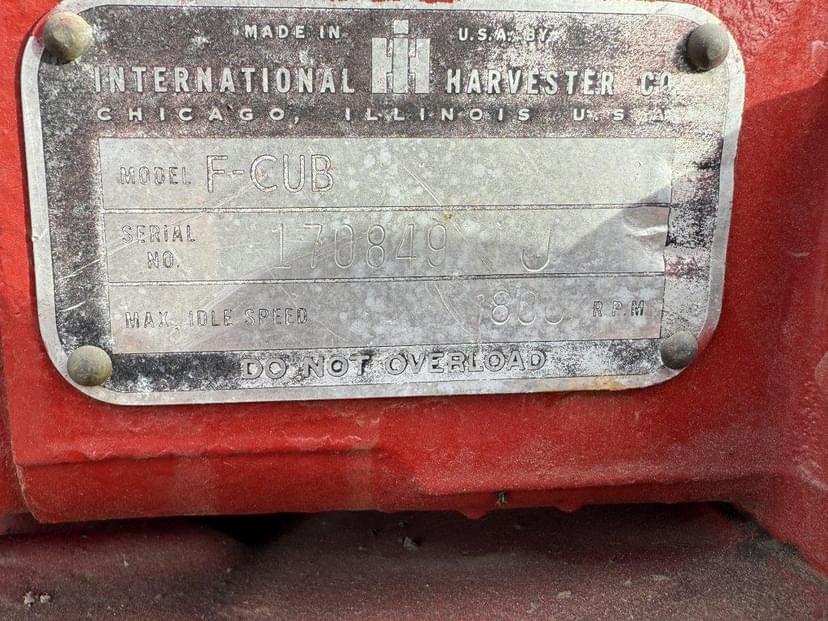 MADE IN IH U.S.A. BY
INTERNATIONAL HARVESTER CO.
CHICAGO, ILLINOIS U.S.A.
MODEL F-CUB
SERIAL NO. 170849 J
MAX. IDLE SPEED 1800 R.P.M
DO NOT OVERLOAD